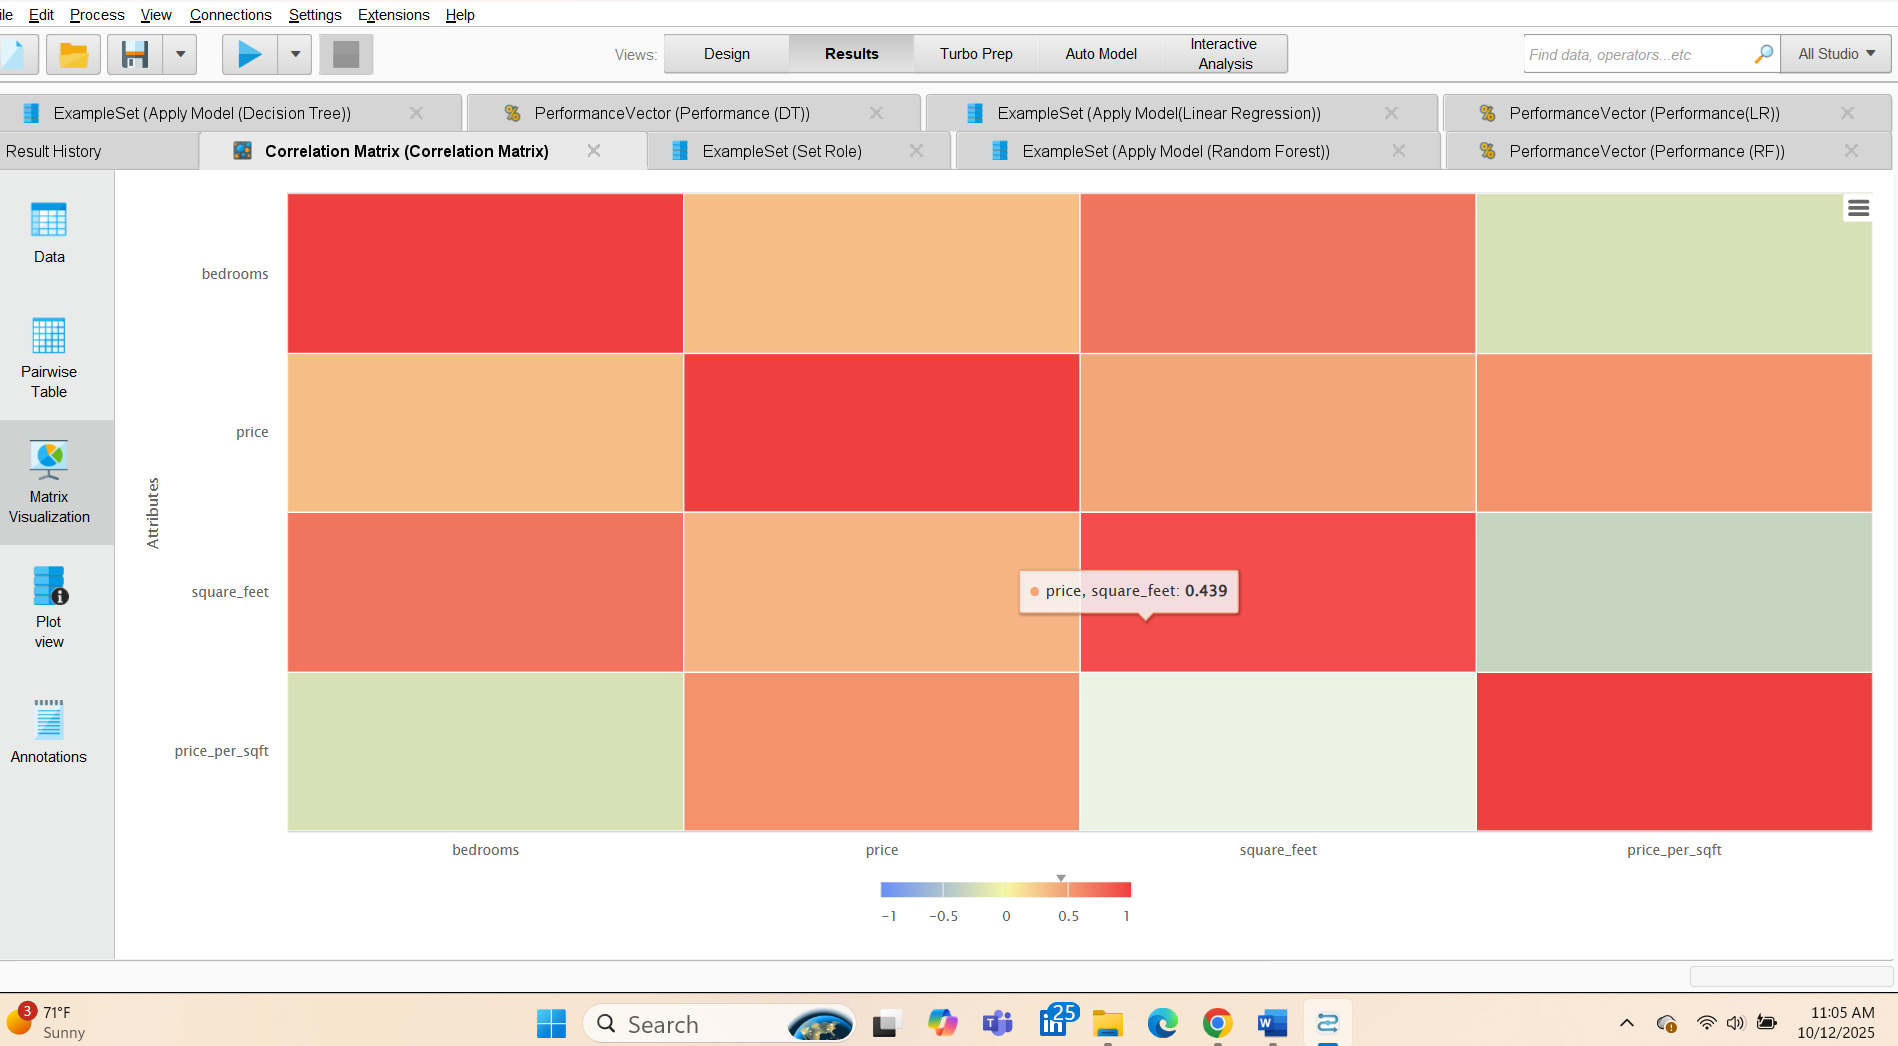 ile Edit Process View Connections Settings Extensions Help
Views: Design Results Turbo Prep Auto Model Interactive Analysis
Find data, operators...etc
All Studio
ExampleSet (Apply Model (Decision Tree))
PerformanceVector (Performance (DT))
ExampleSet (Apply Model(Linear Regression))
PerformanceVector (Performance(LR))
Result History
Correlation Matrix (Correlation Matrix)
ExampleSet (Set Role)
ExampleSet (Apply Model (Random Forest))
PerformanceVector (Performance (RF))
Data
Pairwise
Table
Matrix
Visualization
Plot
view
Annotations
Attributes
bedrooms
price
square_feet
price_per_sqft
price, square_feet: 0.439
bedrooms price square_feet price_per_sqft
-1 -0.5 0 0.5 1
3
71°F
Sunny
Search
25
11:05 AM
10/12/2025